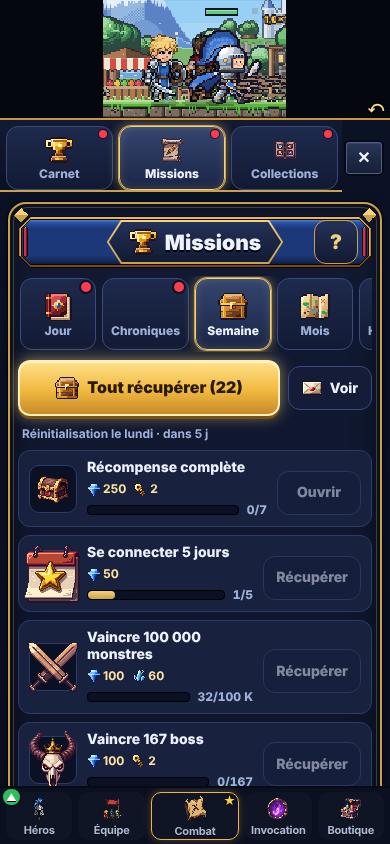 1.0×
Carnet
Missions
Collections
×
Missions
?
Jour
Chroniques
Semaine
Mois
Tout récupérer (22)
Voir
Réinitialisation le lundi · dans 5 j
Récompense complète
250 2
0/7
Ouvrir
Se connecter 5 jours
50
1/5
Récupérer
Vaincre 100 000
monstres
100 60
32/100 K
Récupérer
Vaincre 167 boss
100 2
0/167
Récupérer
Héros
Équipe
Combat
Invocation
Boutique